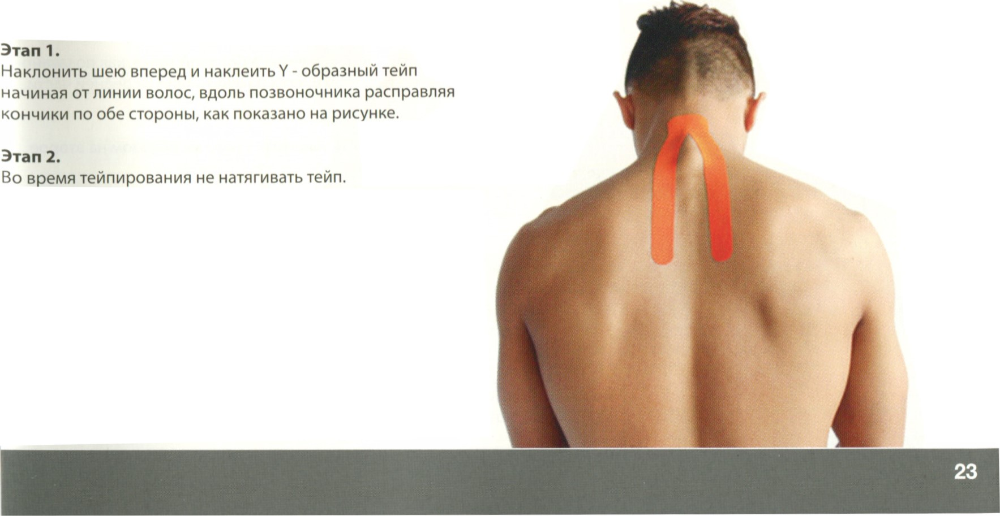 Этап 1.
Наклонить шею вперед и наклеить Y - образный тейп
начиная от линии волос, вдоль позвоночника расправляя
кончики по обе стороны, как показано на рисунке.
Этап 2.
Во время тейпирования не натягивать тейп.
23